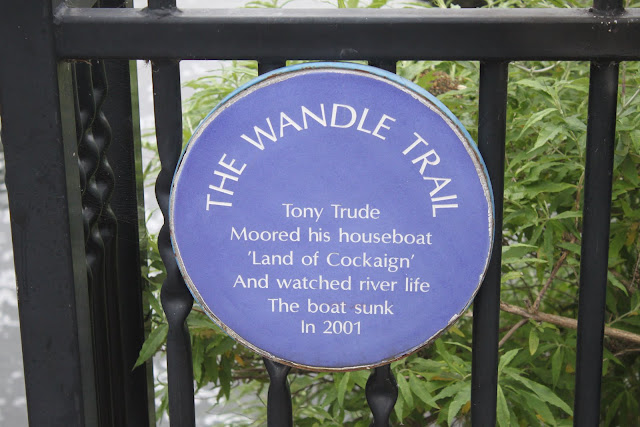 THE WANDLE TRAIL
Tony Trude
Moored his houseboat
'Land of Cockaign'
And watched river life
The boat sunk
In 2001